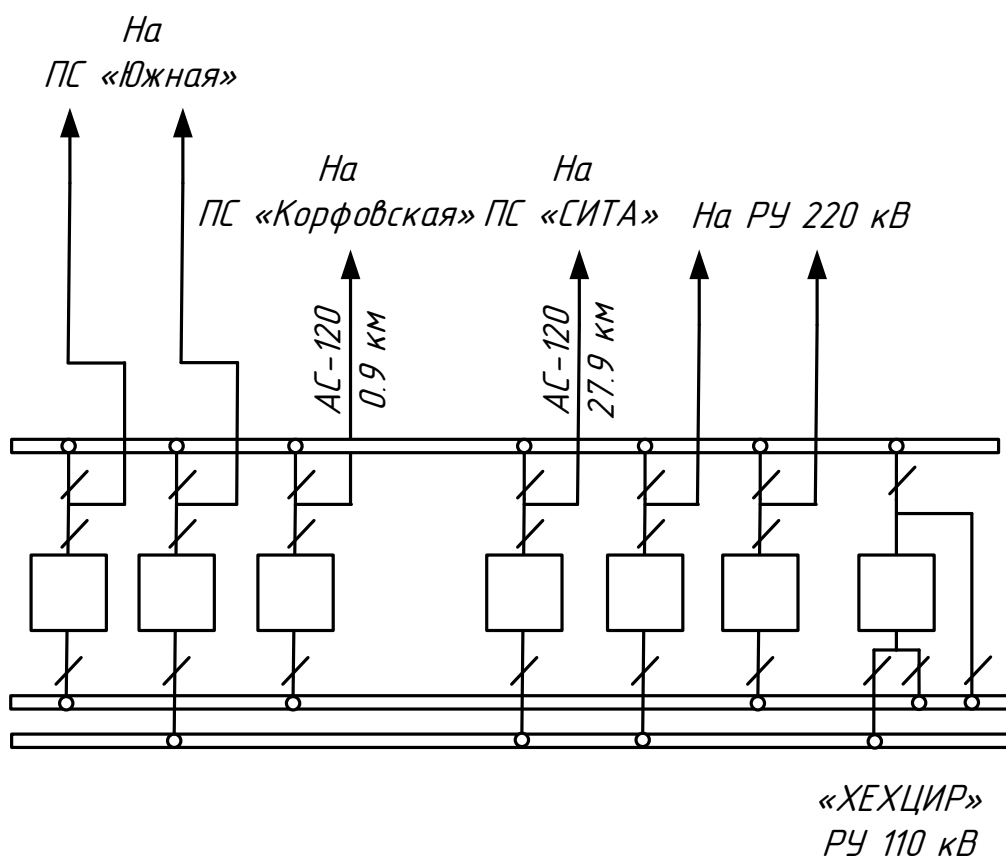 На
ПС «Южная»
На
ПС «Корфовская»
На
ПС «СИТА»
На РУ 220 кВ
АС-120
0.9 км
АС-120
27.9 км
«ХЕХЦИР»
РУ 110 кВ